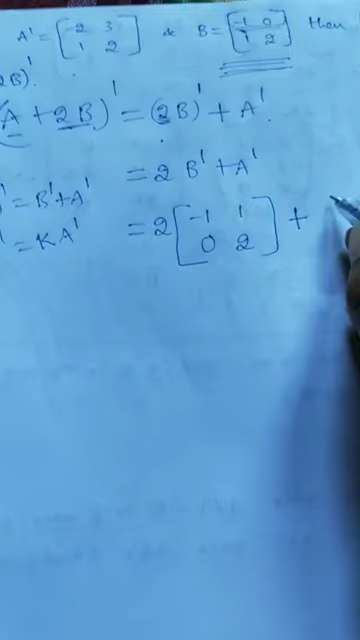 A' = [-2 3 & B = [-1 0 then
1 2] 1 2]
2B)'
(A + 2B)' = (2B)' + A'.
= 2 B' + A'
' = B' + A'
' = KA'
= 2 [-1 1 +
0 2]